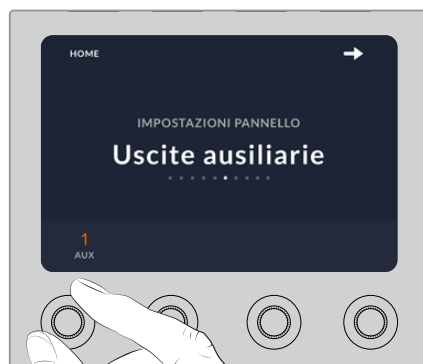 HOME
IMPOSTAZIONI PANNELLO
Uscite ausiliarie
1
AUX